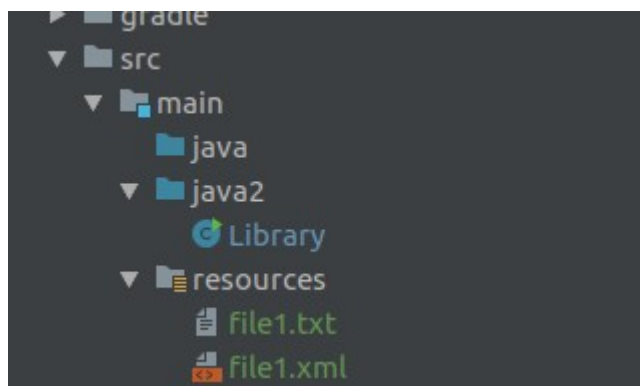 gradle
src
main
java
java2
Library
resources
file1.txt
file1.xml